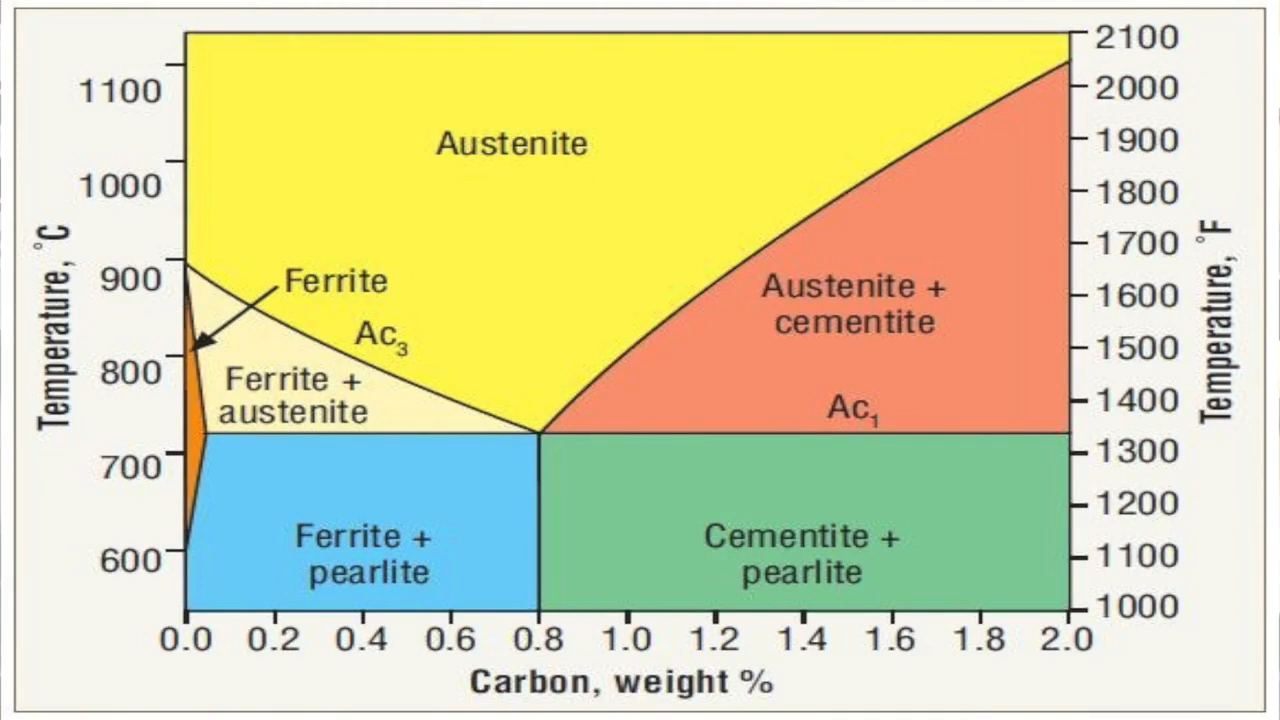 2100
1100
2000
Austenite
1900
1000
1800
Temperature, °C
1700
Temperature, °F
900
Ferrite
Austenite +
cementite
1600
Ac3
1500
800
Ferrite +
austenite
1400
Ac1
700
1300
1200
Ferrite +
pearlite
Cementite +
pearlite
600
1100
1000
0.0 0.2 0.4 0.6 0.8 1.0 1.2 1.4 1.6 1.8 2.0
Carbon, weight %